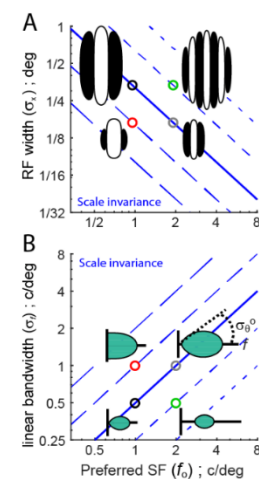 A
RF width (σx) ; deg
1
1/2
1/4
1/8
1/16
1/32
Scale invariance
1/2
1
2
4
8
B
linear bandwidth (σf) ; c/deg
8
4
2
1
0.5
0.25
Scale invariance
σθo
f
0.5
1
2
4
8
Preferred SF (fo) ; c/deg